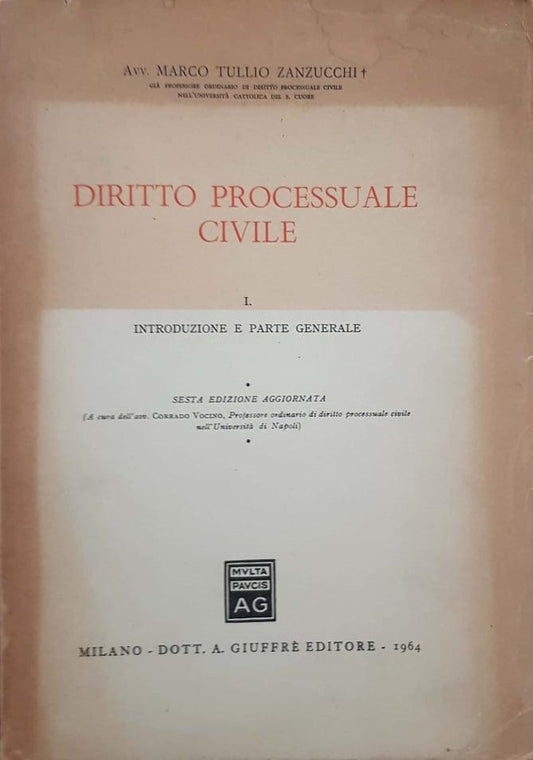 Avv. MARCO TULLIO ZANZUCCHI †
GIÀ PROFESSORE ORDINARIO DI DIRITTO PROCESSUALE CIVILE
NELL'UNIVERSITÀ CATTOLICA DEL S. CUORE
DIRITTO PROCESSUALE
CIVILE
I.
INTRODUZIONE E PARTE GENERALE
SESTA EDIZIONE AGGIORNATA
(A cura dell'avv. CORRADO VOCINO, Professore ordinario di diritto processuale civile
nell'Università di Napoli)
MVLTA
PAVCIS
AG
MILANO - DOTT. A. GIUFFRÈ EDITORE - 1964